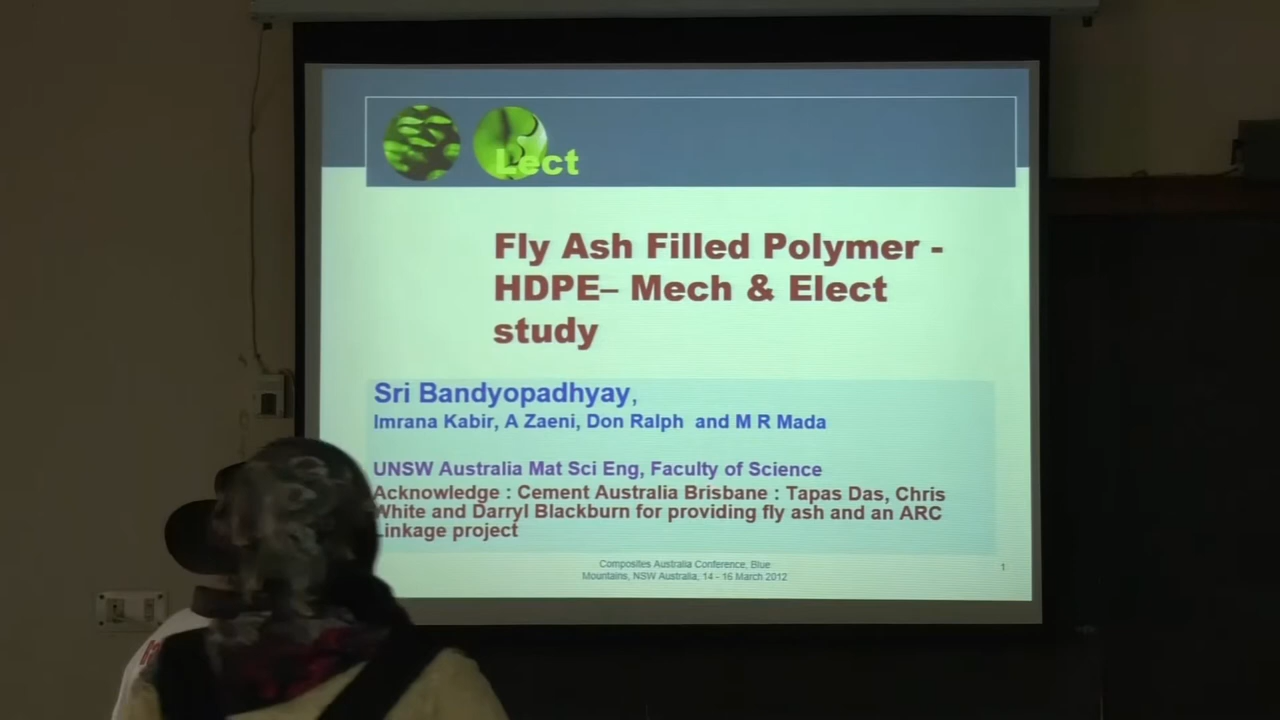 Lect
Fly Ash Filled Polymer -
HDPE– Mech & Elect
study
Sri Bandyopadhyay,
Imrana Kabir, A Zaeni, Don Ralph and M R Mada
UNSW Australia Mat Sci Eng, Faculty of Science
Acknowledge : Cement Australia Brisbane : Tapas Das, Chris
White and Darryl Blackburn for providing fly ash and an ARC
Linkage project
Composites Australia Conference, Blue
Mountains, NSW Australia, 14 - 16 March 2012
1